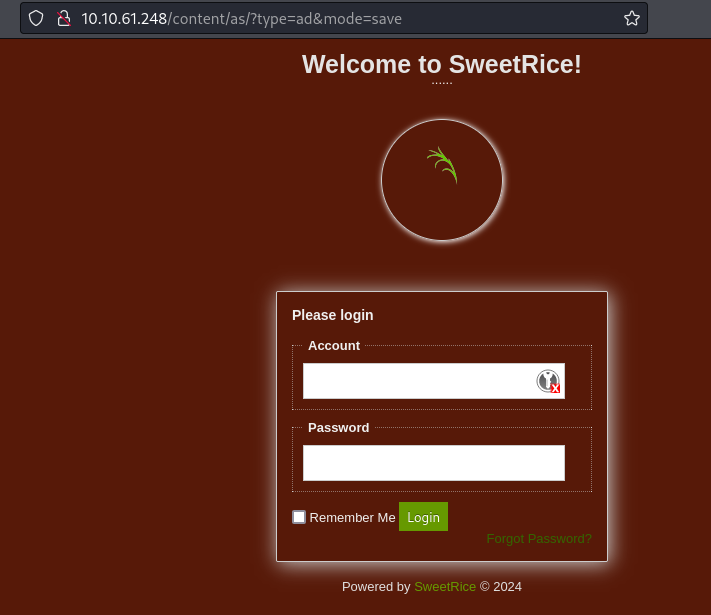 10.10.61.248/content/as/?type=ad&mode=save
Welcome to SweetRice!
......
Please login
Account
Password
Remember Me Login
Forgot Password?
Powered by SweetRice © 2024